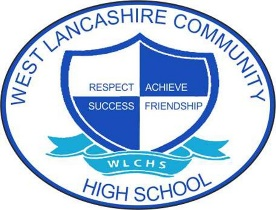 WEST LANCASHIRE COMMUNITY
RESPECT ACHIEVE
SUCCESS FRIENDSHIP
WLCHS
HIGH SCHOOL